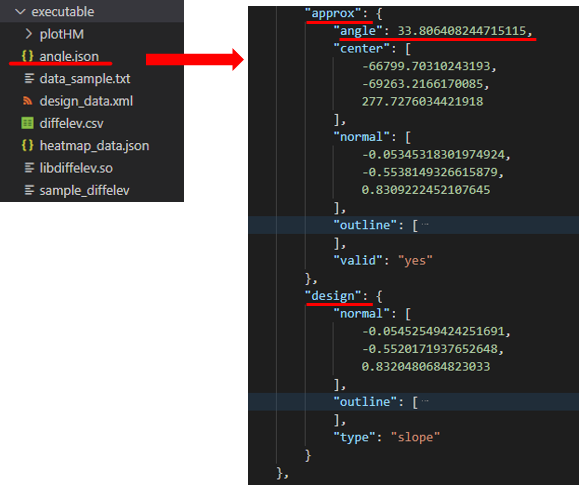 executable
plotHM
{} angle.json
data_sample.txt
design_data.xml
diffelev.csv
{} heatmap_data.json
libdiffelev.so
sample_diffelev
"approx": {
"angle": 33.806408244715115,
"center": [
-66799.70310243193,
-69263.2166170085,
277.7276034421918
],
"normal": [
-0.05345318301974924,
-0.5538149326615879,
0.8309222452107645
],
"outline": [ ...
],
"valid": "yes"
},
"design": {
"normal": [
-0.05452549424251691,
-0.5520171937652648,
0.8320480684823033
],
"outline": [ ...
],
"type": "slope"
}
},